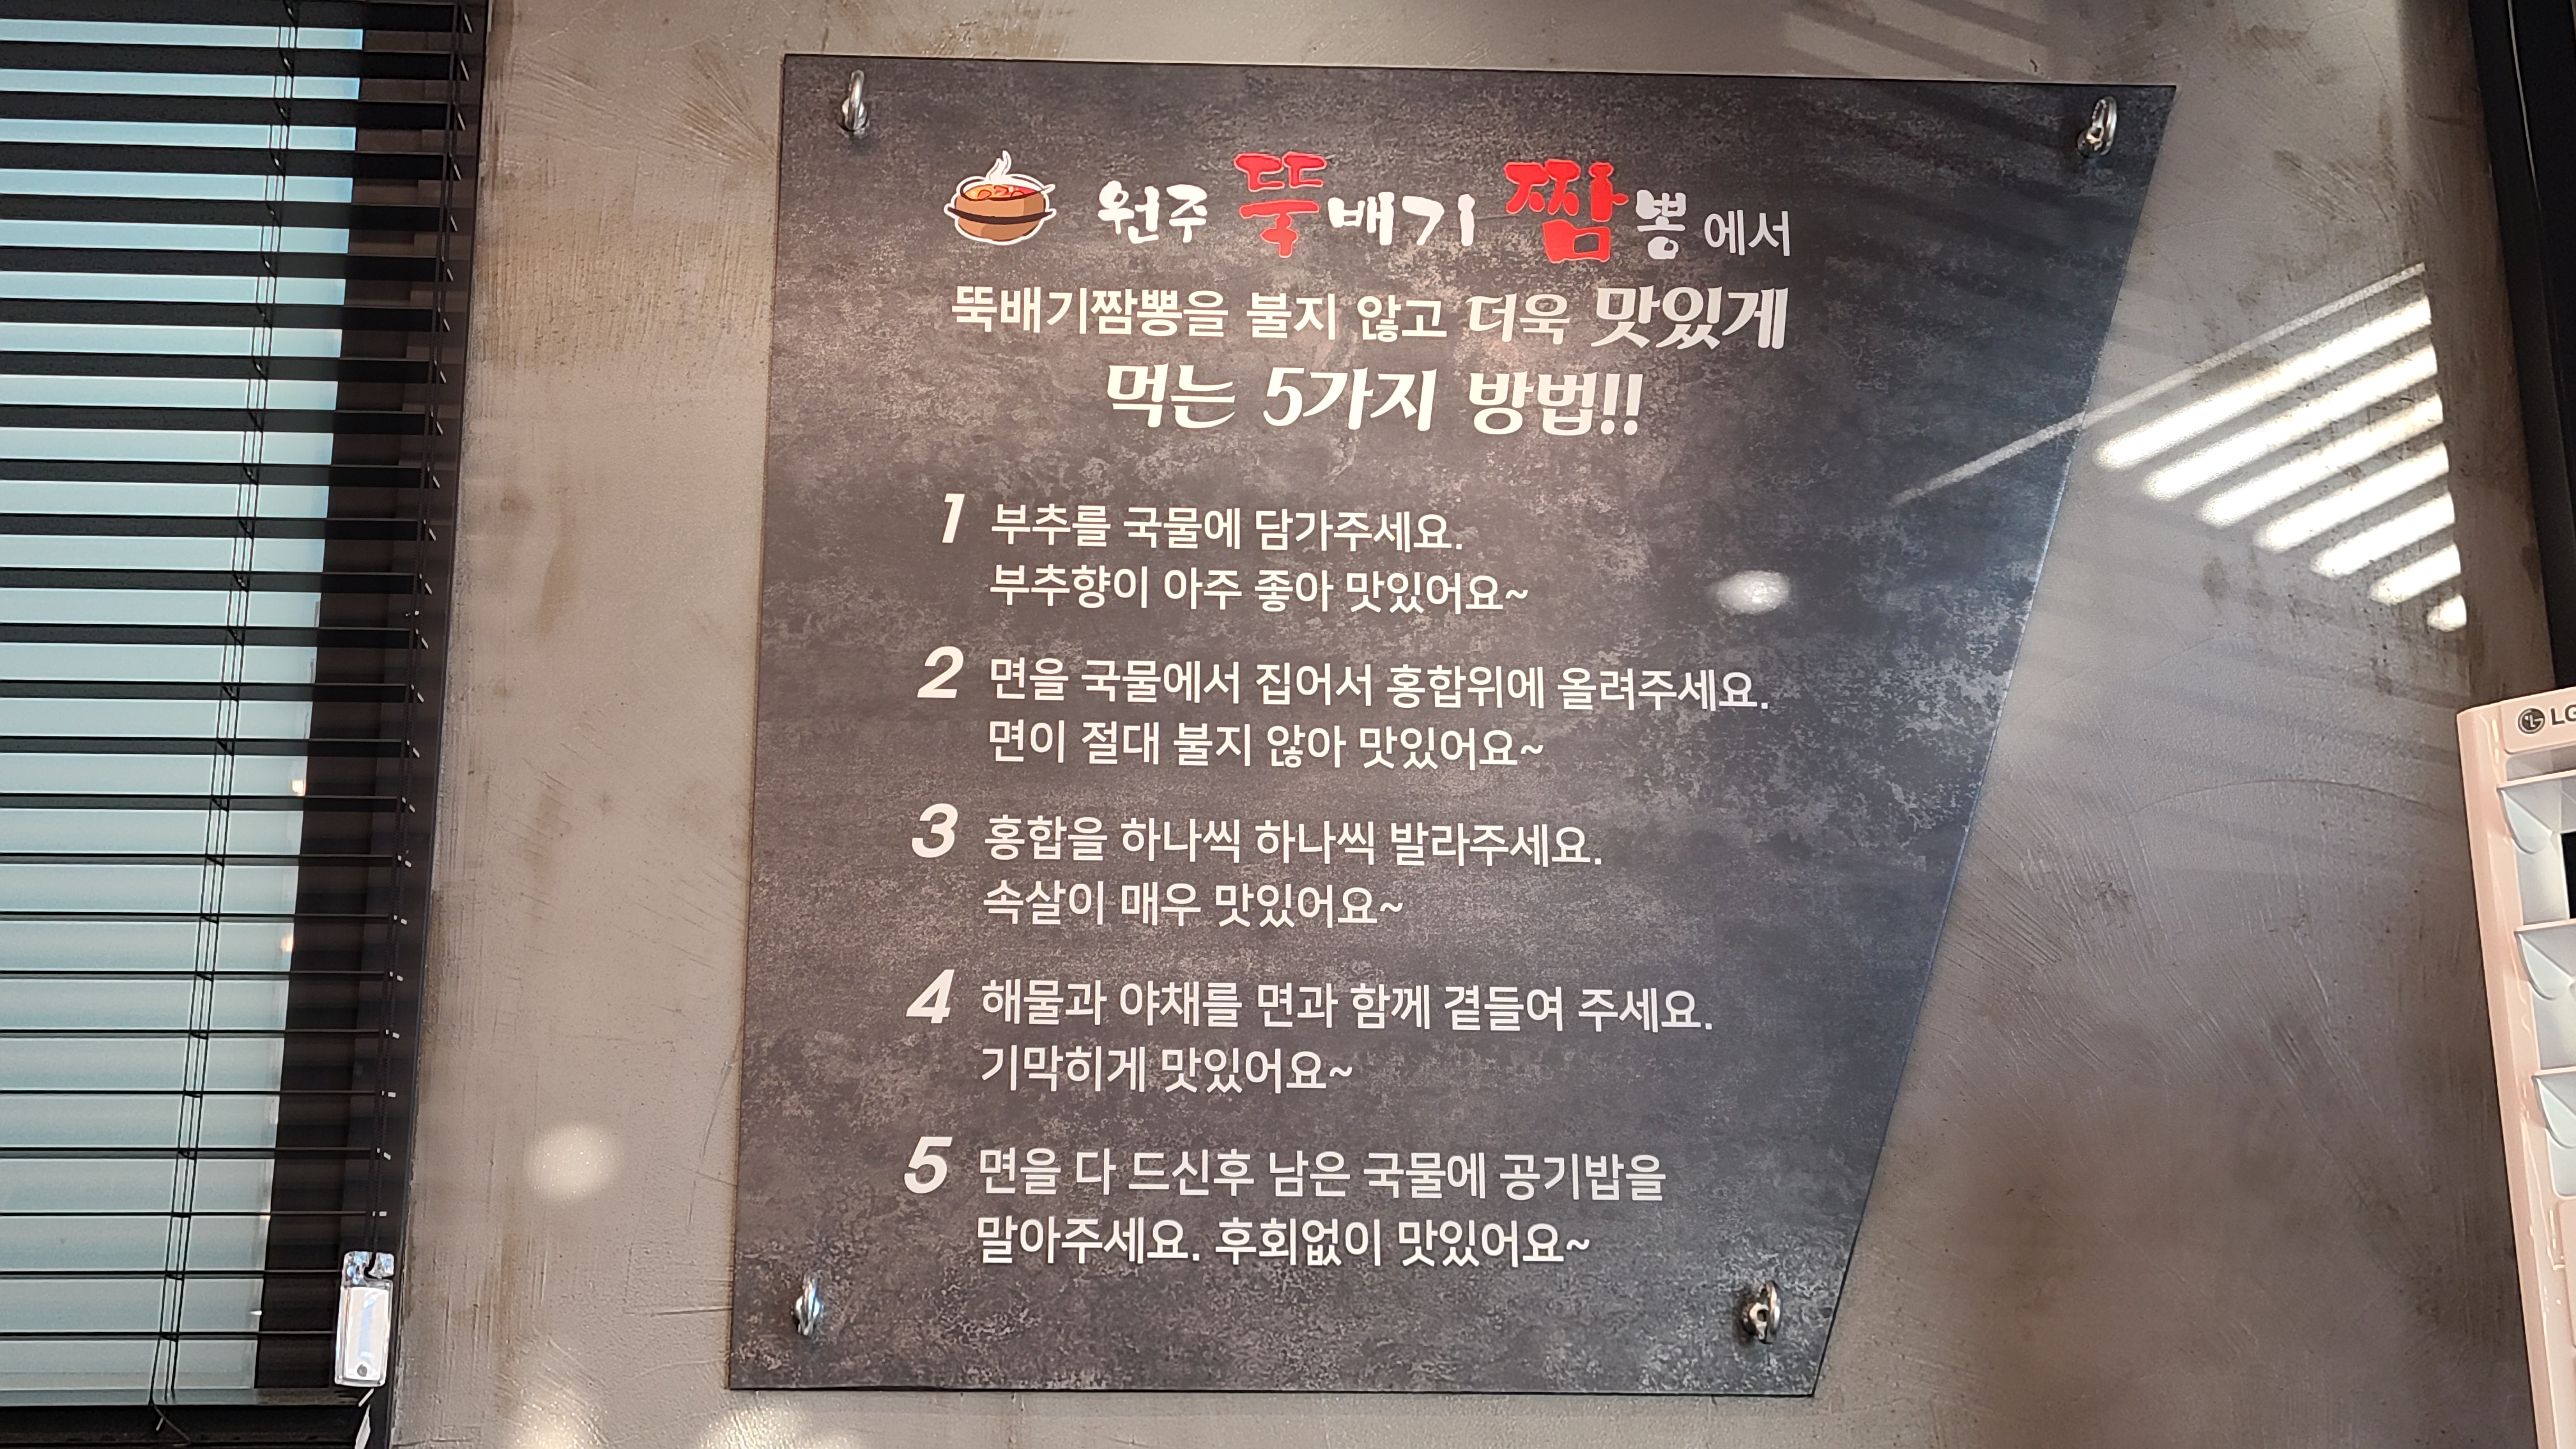 원주 뚝배기 짬뽕에서
뚝배기짬뽕을 불지 않고 더욱 맛있게
먹는 5가지 방법!!
1 부추를 국물에 담가주세요.
부추향이 아주 좋아 맛있어요~
2 면을 국물에서 집어서 홍합위에 올려주세요.
면이 절대 불지 않아 맛있어요~
3 홍합을 하나씩 하나씩 발라주세요.
속살이 매우 맛있어요~
4 해물과 야채를 면과 함께 곁들여 주세요.
기막히게 맛있어요~
5 면을 다 드신후 남은 국물에 공기밥을
말아주세요. 후회없이 맛있어요~
LG